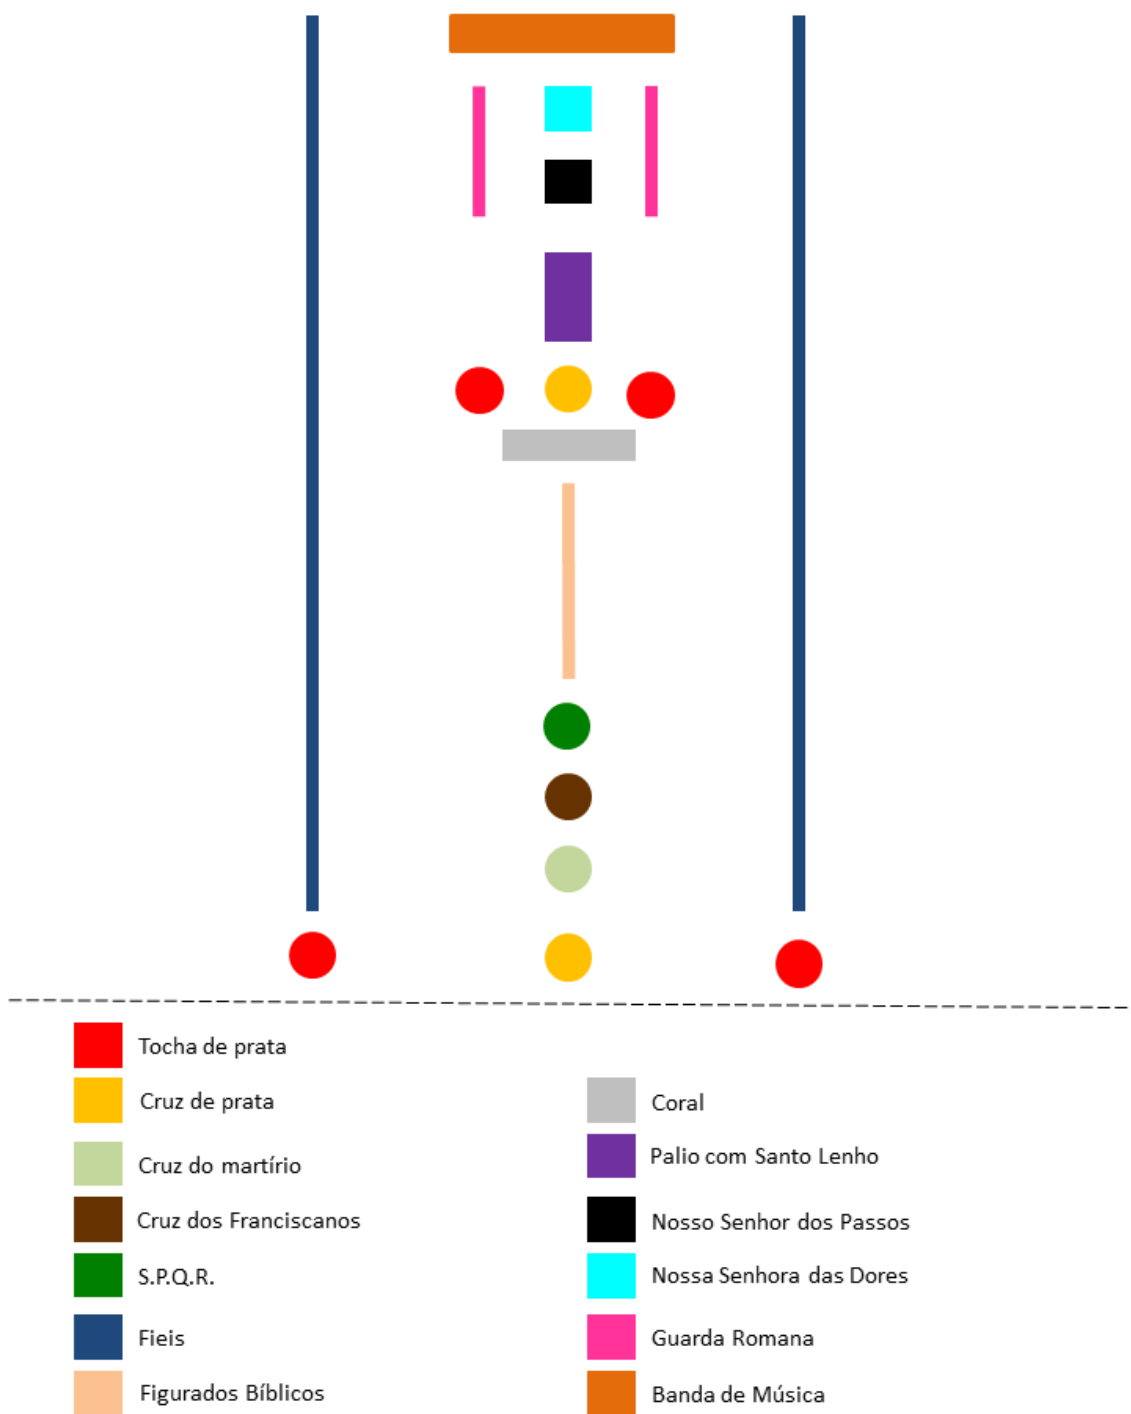 Tocha de prata
Cruz de prata
Cruz do martírio
Cruz dos Franciscanos
S.P.Q.R.
Fieis
Figurados Bíblicos
Coral
Palio com Santo Lenho
Nosso Senhor dos Passos
Nossa Senhora das Dores
Guarda Romana
Banda de Música